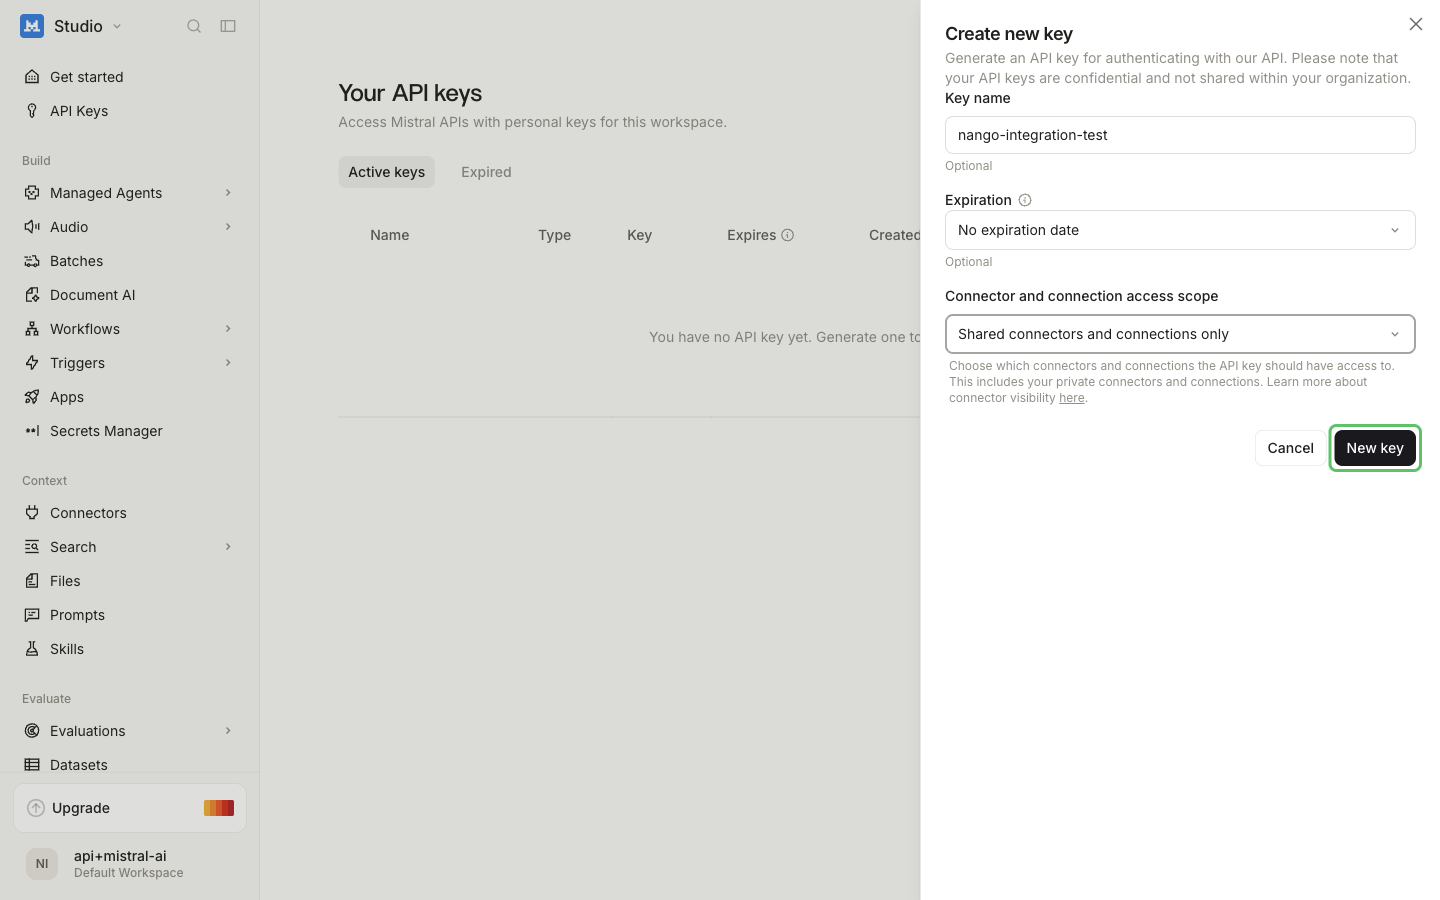 Studio
Get started
API Keys
Build
Managed Agents
Audio
Batches
Document AI
Workflows
Triggers
Apps
Secrets Manager
Context
Connectors
Search
Files
Prompts
Skills
Evaluate
Evaluations
Datasets
Upgrade
NI
api+mistral-ai
Default Workspace
Your API keys
Access Mistral APIs with personal keys for this workspace.
Active keys Expired
Name Type Key Expires Created
You have no API key yet. Generate one to
Create new key
Generate an API key for authenticating with our API. Please note that
your API keys are confidential and not shared within your organization.
Key name
nango-integration-test
Optional
Expiration
No expiration date
Optional
Connector and connection access scope
Shared connectors and connections only
Choose which connectors and connections the API key should have access to.
This includes your private connectors and connections. Learn more about
connector visibility here.
Cancel New key